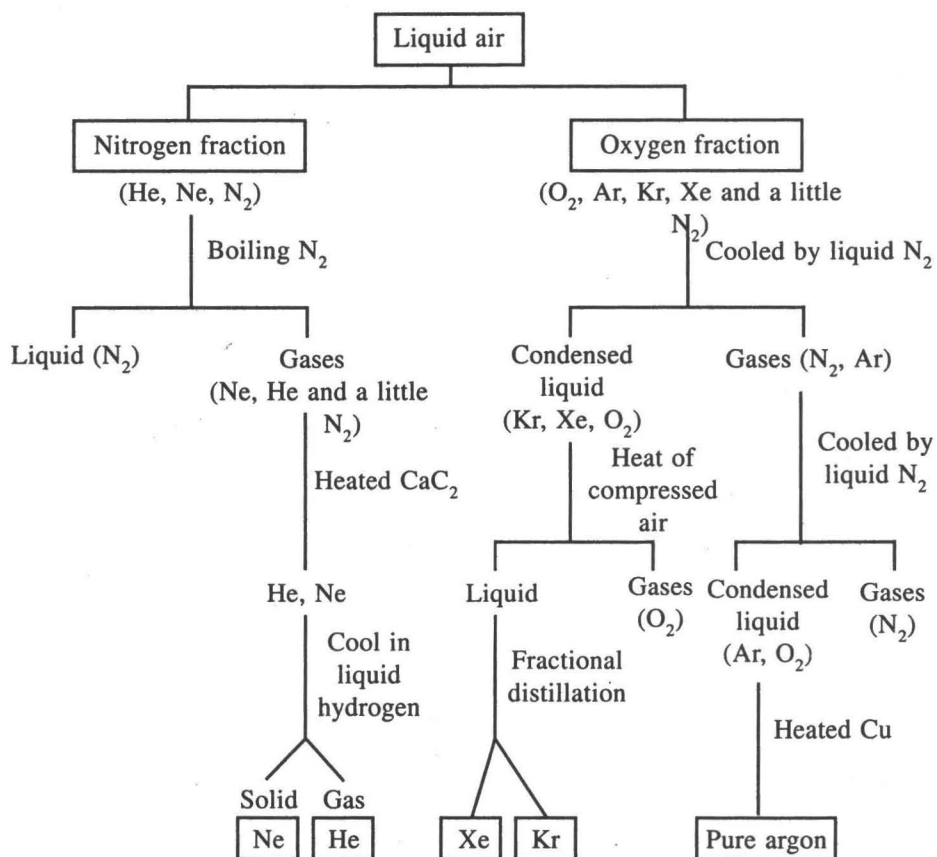 Liquid air
Nitrogen fraction
Oxygen fraction
(He, Ne, N₂)
(O₂, Ar, Kr, Xe and a little
N₂)
Boiling N₂
Cooled by liquid N₂
Liquid (N₂)
Gases
(Ne, He and a little
N₂)
Condensed
liquid
(Kr, Xe, O₂)
Gases (N₂, Ar)
Heated CaC₂
Heat of
compressed
air
Cooled by
liquid N₂
He, Ne
Liquid
Gases
(O₂)
Condensed
liquid
(Ar, O₂)
Gases
(N₂)
Cool in
liquid
hydrogen
Fractional
distillation
Heated Cu
Solid
Gas
Ne
He
Xe
Kr
Pure argon